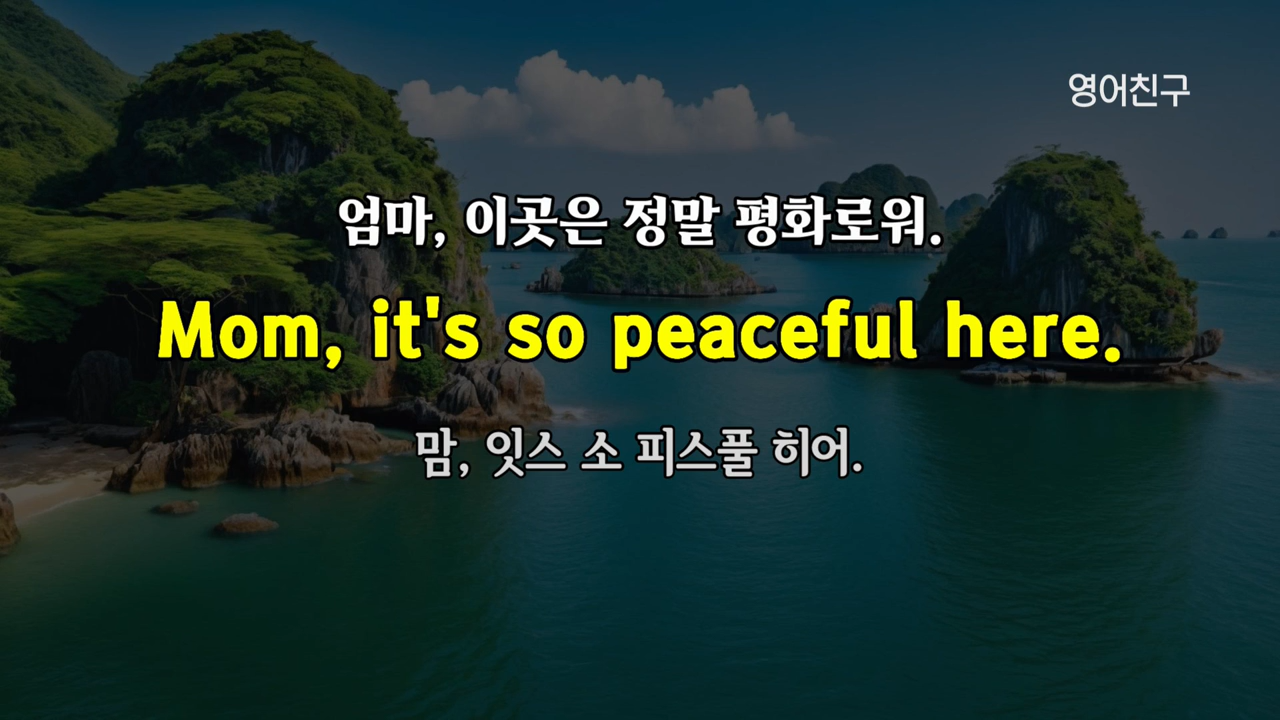 영어친구
엄마, 이곳은 정말 평화로워.
Mom, it's so peaceful here.
맘, 잇스 소 피스풀 히어.